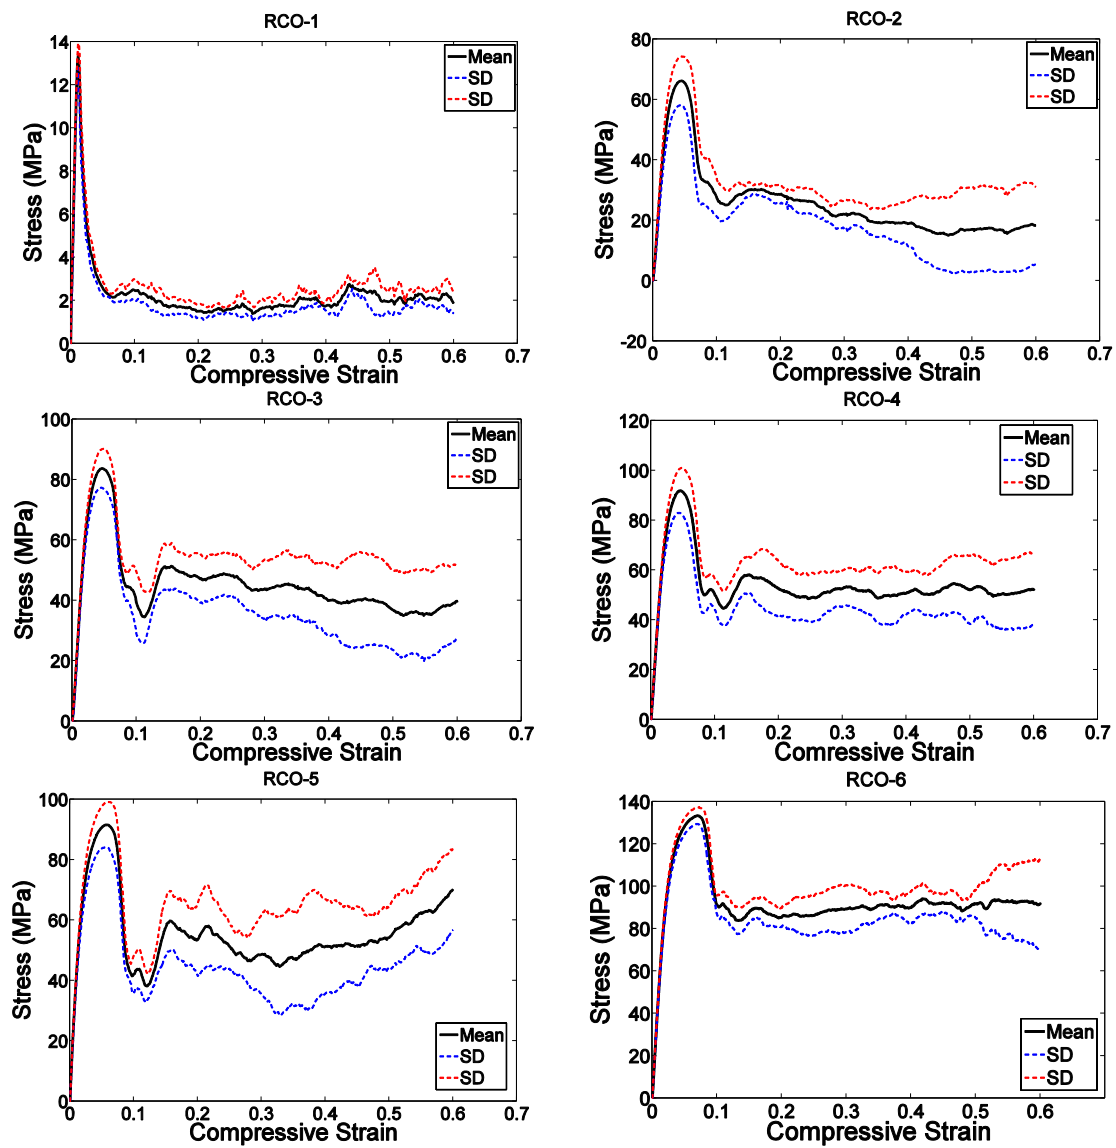 RCO-1
14
12
10
8
6
4
2
0
Stress (MPa)
0 0.1 0.2 0.3 0.4 0.5 0.6 0.7
Compressive Strain
Mean
SD
SD
RCO-2
80
60
40
20
0
-20
Stress (MPa)
0 0.1 0.2 0.3 0.4 0.5 0.6 0.7
Compressive Strain
Mean
SD
SD
RCO-3
100
80
60
40
20
0
Stress (MPa)
0 0.1 0.2 0.3 0.4 0.5 0.6 0.7
Compressive Strain
Mean
SD
SD
RCO-4
120
100
80
60
40
20
0
Stress (MPa)
0 0.1 0.2 0.3 0.4 0.5 0.6 0.7
Comressive Strain
Mean
SD
SD
RCO-5
100
80
60
40
20
0
Stress (MPa)
0 0.1 0.2 0.3 0.4 0.5 0.6 0.7
Compressive Strain
Mean
SD
SD
RCO-6
140
120
100
80
60
40
20
0
Stress (MPa)
0 0.1 0.2 0.3 0.4 0.5 0.6
Compressive Strain
Mean
SD
SD